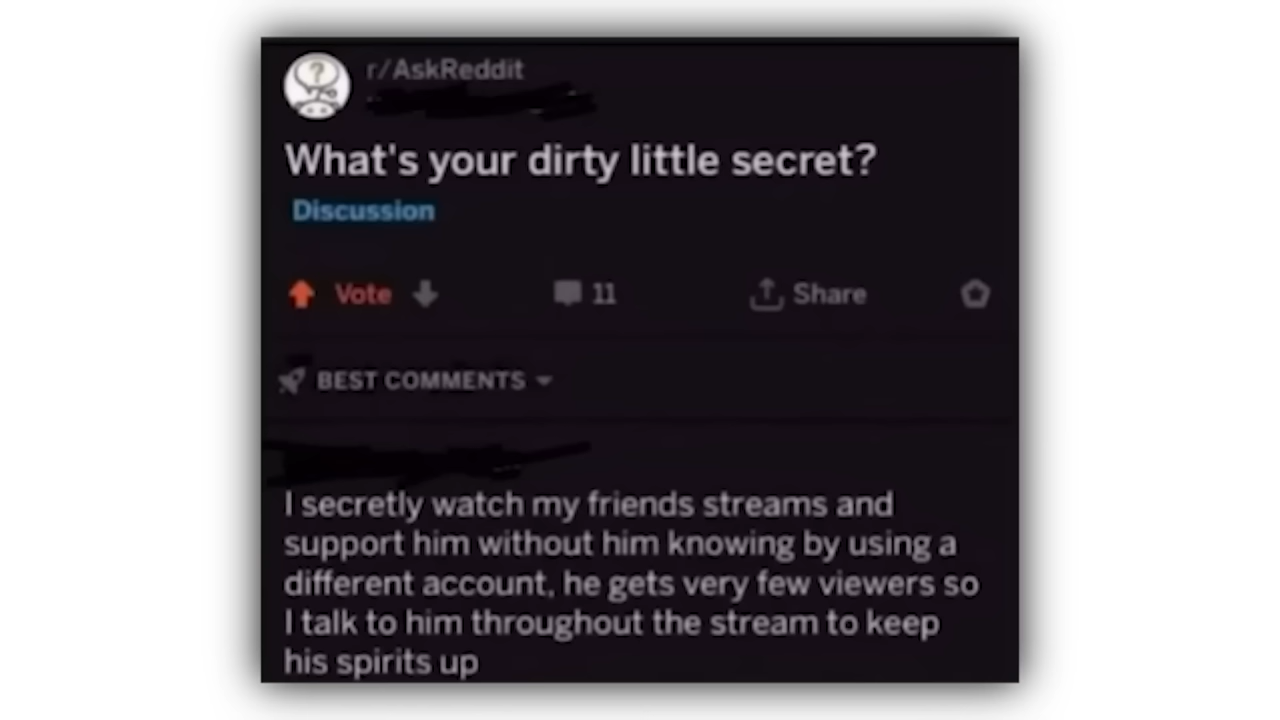 r/AskReddit
What's your dirty little secret?
Discussion
Vote 11 Share
BEST COMMENTS
I secretly watch my friends streams and
support him without him knowing by using a
different account, he gets very few viewers so
I talk to him throughout the stream to keep
his spirits up